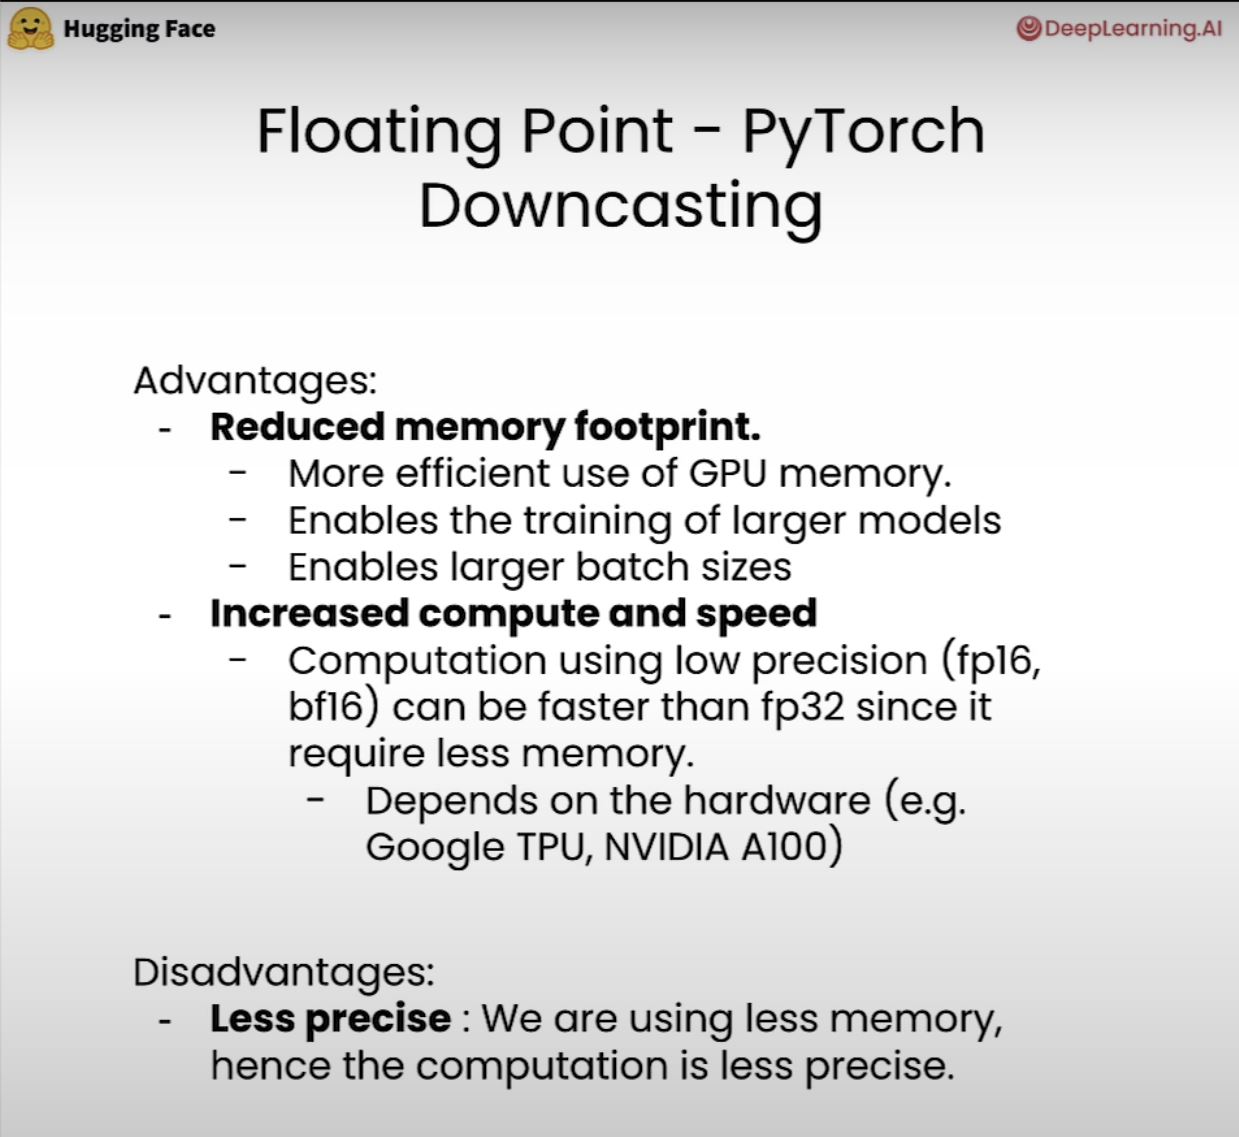 Hugging Face
DeepLearning.AI
Floating Point - PyTorch
Downcasting
Advantages:
- Reduced memory footprint.
- More efficient use of GPU memory.
- Enables the training of larger models
- Enables larger batch sizes
- Increased compute and speed
- Computation using low precision (fp16,
bf16) can be faster than fp32 since it
require less memory.
- Depends on the hardware (e.g.
Google TPU, NVIDIA A100)
Disadvantages:
- Less precise : We are using less memory,
hence the computation is less precise.